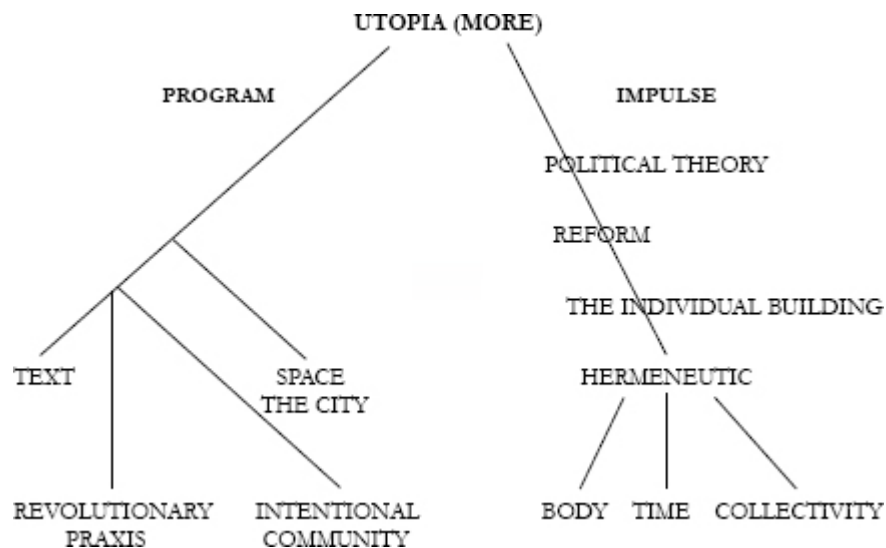 UTOPIA (MORE)
PROGRAM
IMPULSE
POLITICAL THEORY
REFORM
THE INDIVIDUAL BUILDING
TEXT
SPACE
THE CITY
HERMENEUTIC
REVOLUTIONARY
PRAXIS
INTENTIONAL
COMMUNITY
BODY
TIME
COLLECTIVITY